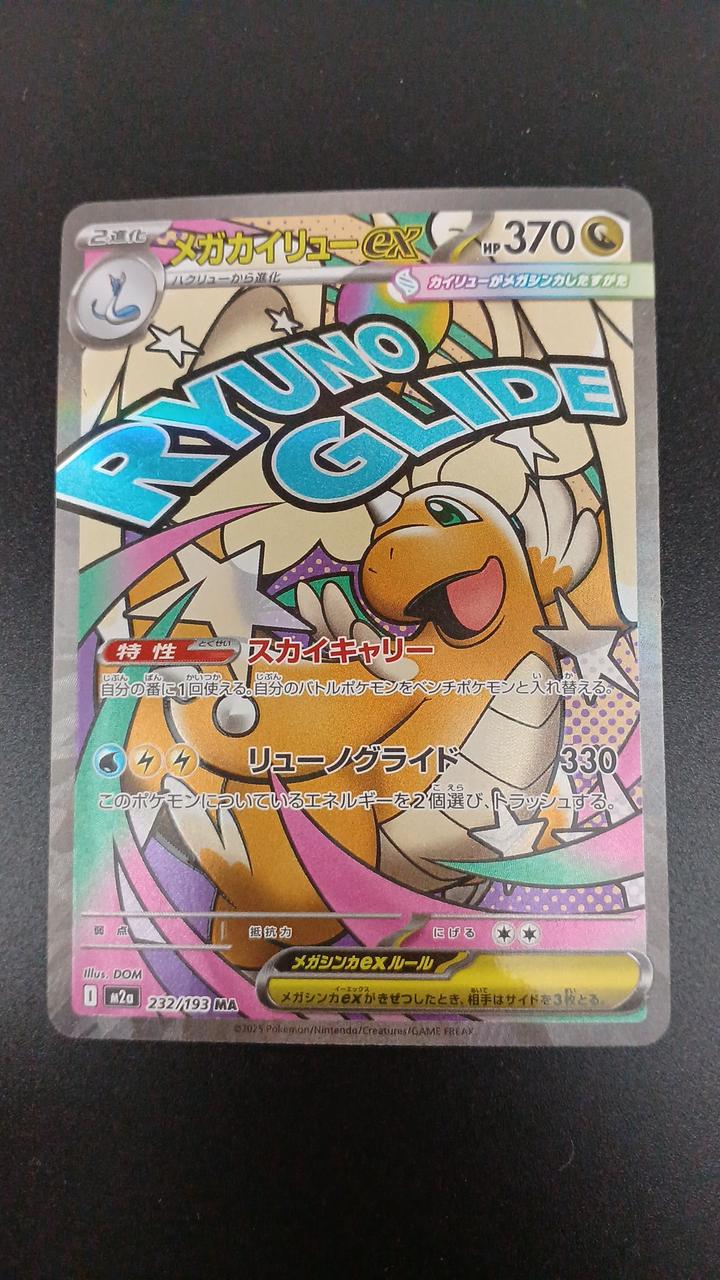 2進化
メガカイリューex
HP370
ハクリューから進化
カイリューがメガシンカしたすがた
RYUNO
GLIDE
特性 とくせい スカイキャリー
自分の番に1回使える。自分のバトルポケモンをベンチポケモンと入れ替える。
リューノグライド 330
このポケモンについているエネルギーを2個選び、トラッシュする。
弱点 抵抗力 にげる
メガシンカexルール
メガシンカexがきぜつしたとき、相手はサイドを3枚とる。
Illus. DOM
I m2a 232/193 MA
©2025 Pokémon/Nintendo/Creatures/GAME FREAK.